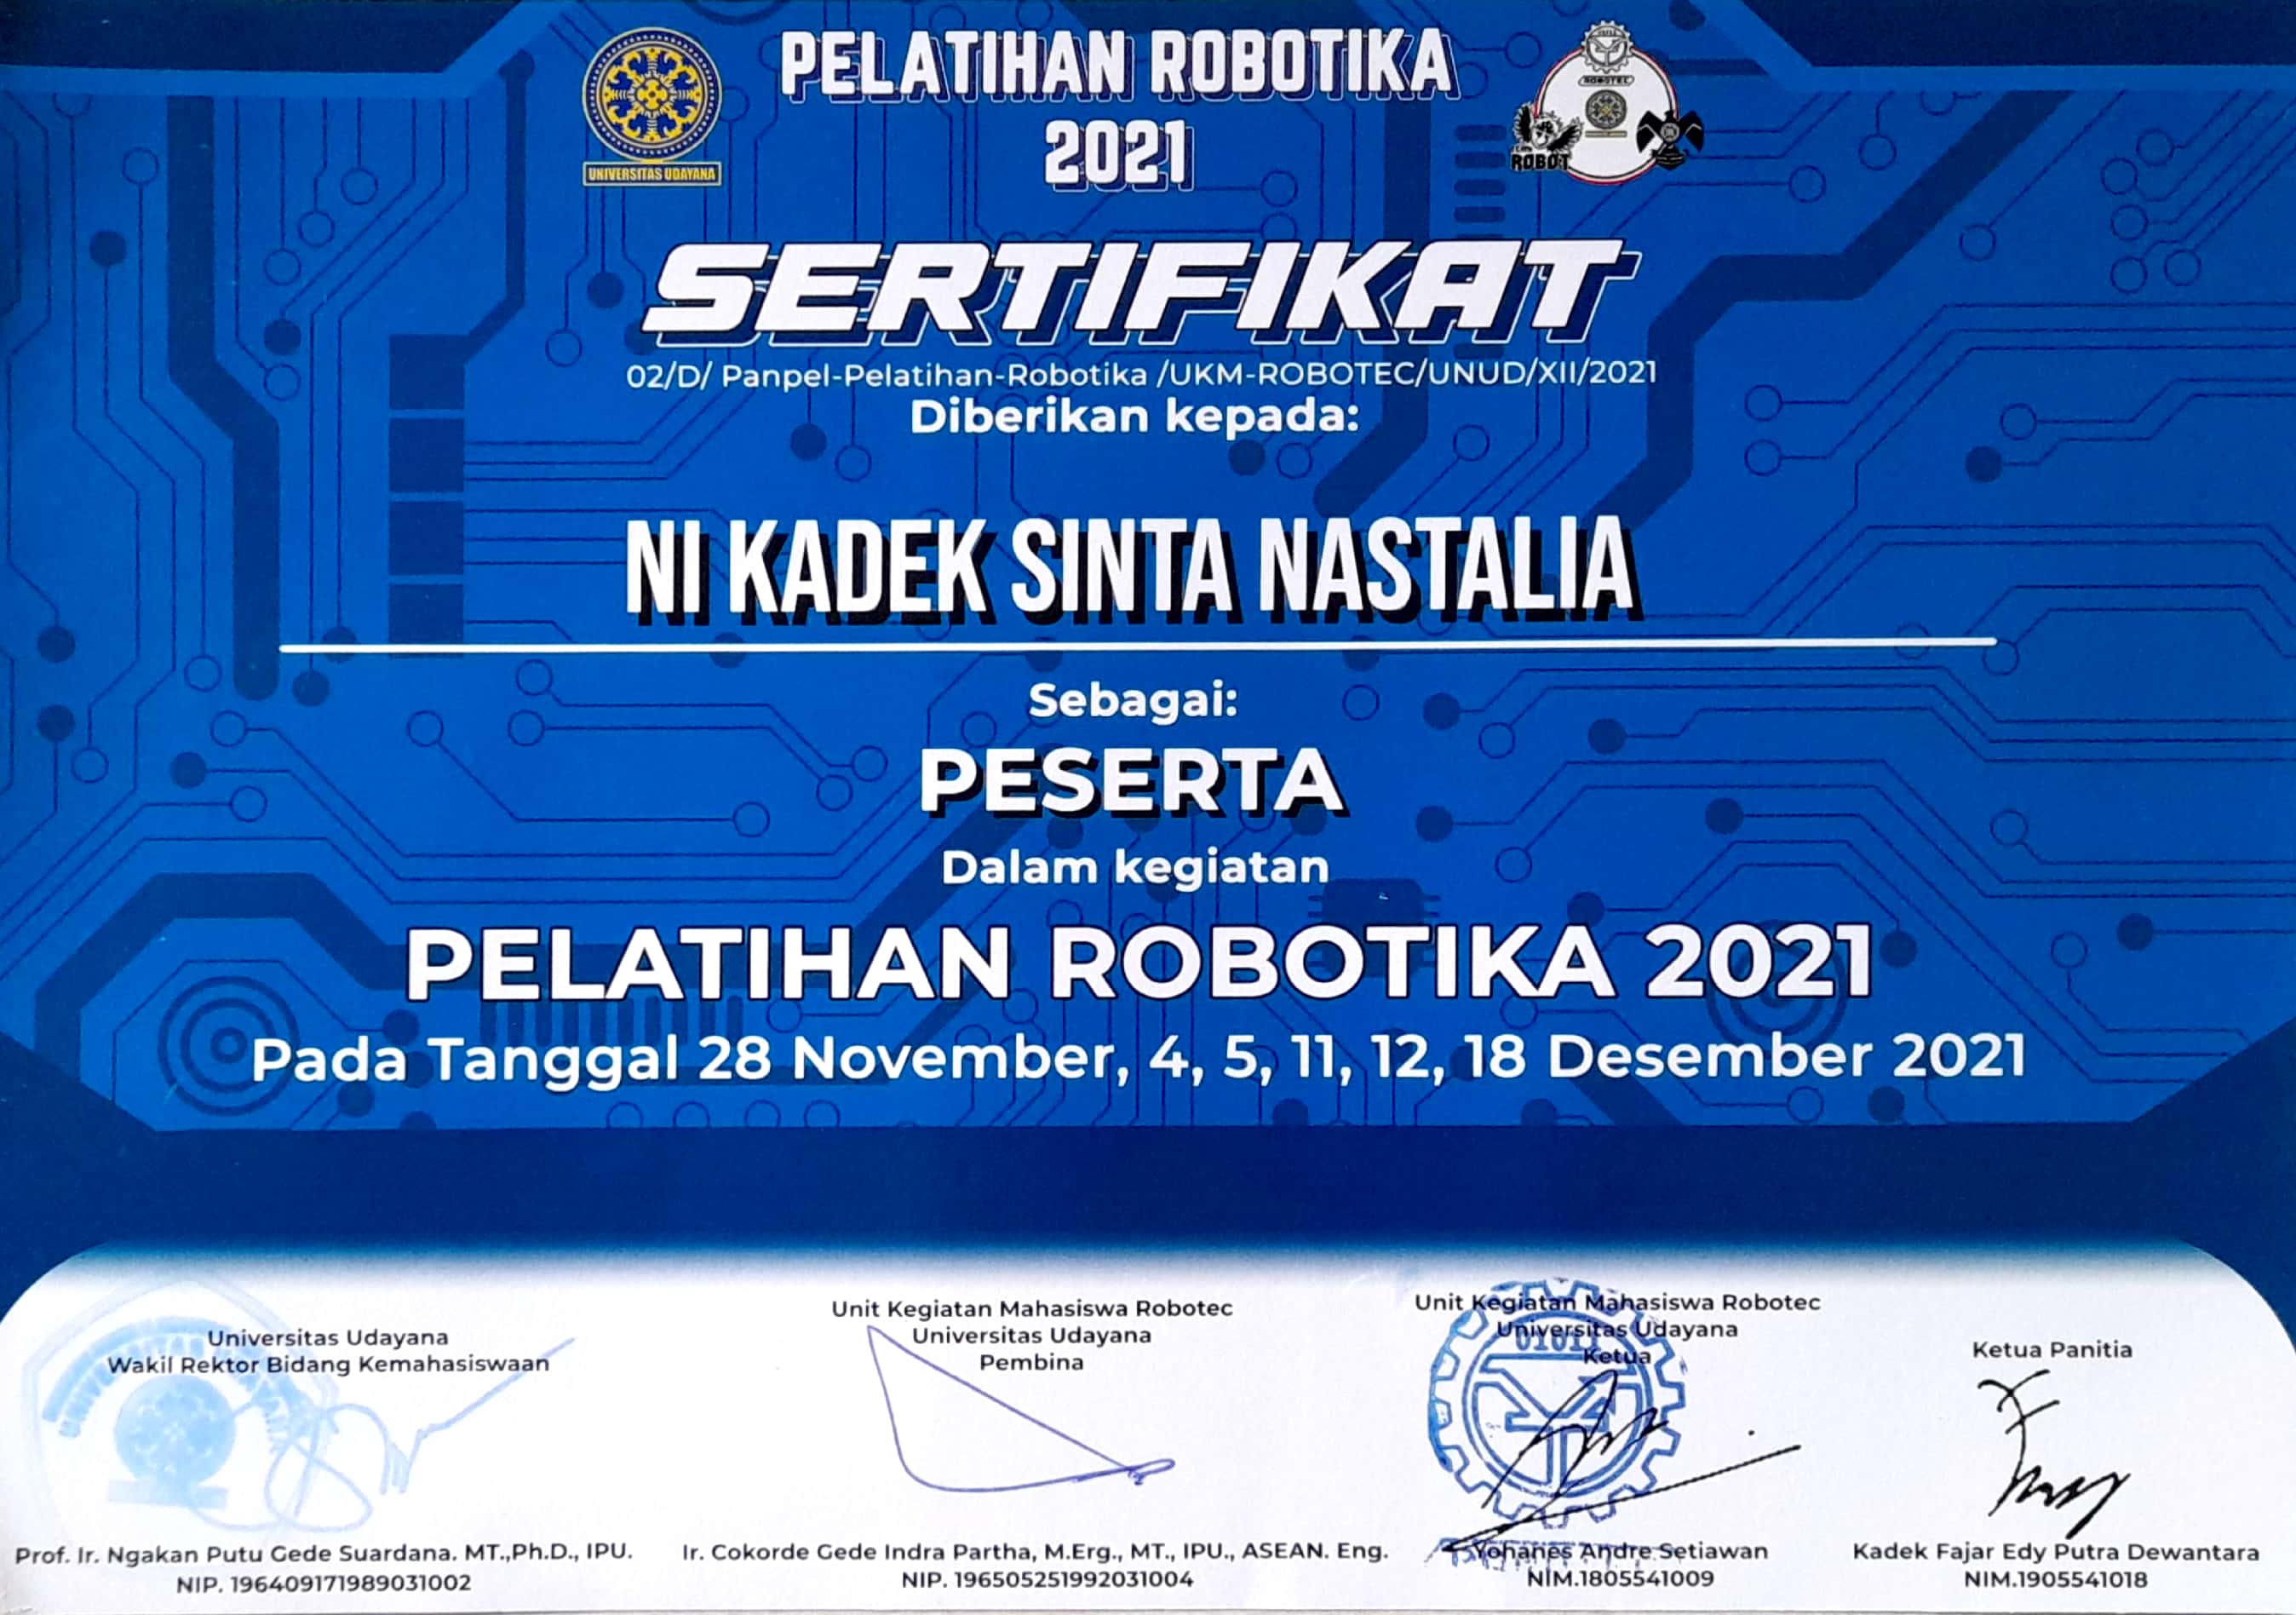 PELATIHAN ROBOTIKA
2021
UNIVERSITAS UDAYANA
ROBOTEC
ROBOT
SERTIFIKAT
02/D/ Panpel-Pelatihan-Robotika /UKM-ROBOTEC/UNUD/XII/2021
Diberikan kepada:
NI KADEK SINTA NASTALIA
Sebagai:
PESERTA
Dalam kegiatan
PELATIHAN ROBOTIKA 2021
Pada Tanggal 28 November, 4, 5, 11, 12, 18 Desember 2021
Universitas Udayana
Wakil Rektor Bidang Kemahasiswaan
Prof. Ir. Ngakan Putu Gede Suardana. MT.,Ph.D., IPU.
NIP. 196409171989031002
Unit Kegiatan Mahasiswa Robotec
Universitas Udayana
Pembina
Ir. Cokorde Gede Indra Partha, M.Erg., MT., IPU., ASEAN. Eng.
NIP. 196505251992031004
Unit Kegiatan Mahasiswa Robotec
Universitas Udayana
Ketua
01011
Yohanes Andre Setiawan
NIM.1805541009
Ketua Panitia
Kadek Fajar Edy Putra Dewantara
NIM.1905541018